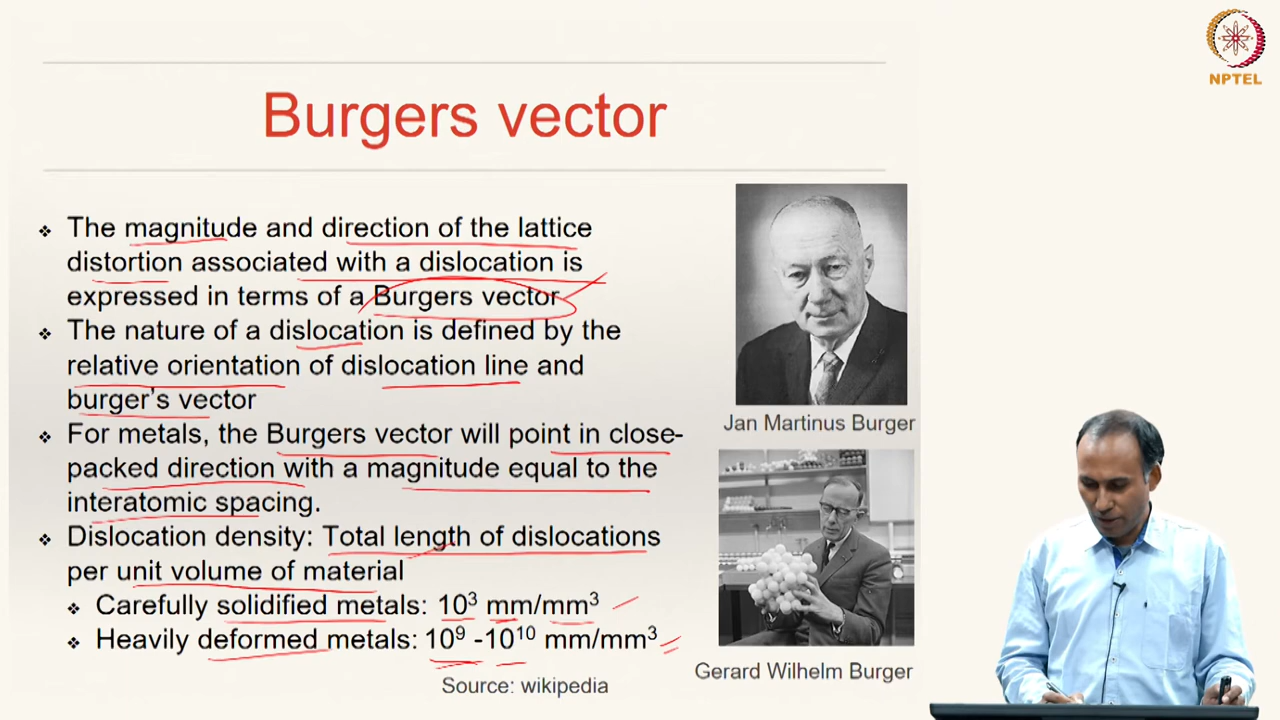 NPTEL
Burgers vector
❖ The magnitude and direction of the lattice
distortion associated with a dislocation is
expressed in terms of a Burgers vector
❖ The nature of a dislocation is defined by the
relative orientation of dislocation line and
burger's vector
❖ For metals, the Burgers vector will point in close-
packed direction with a magnitude equal to the
interatomic spacing.
❖ Dislocation density: Total length of dislocations
per unit volume of material
❖ Carefully solidified metals: 10³ mm/mm³
❖ Heavily deformed metals: 10⁹ -10¹⁰ mm/mm³
Source: wikipedia
Jan Martinus Burger
Gerard Wilhelm Burger